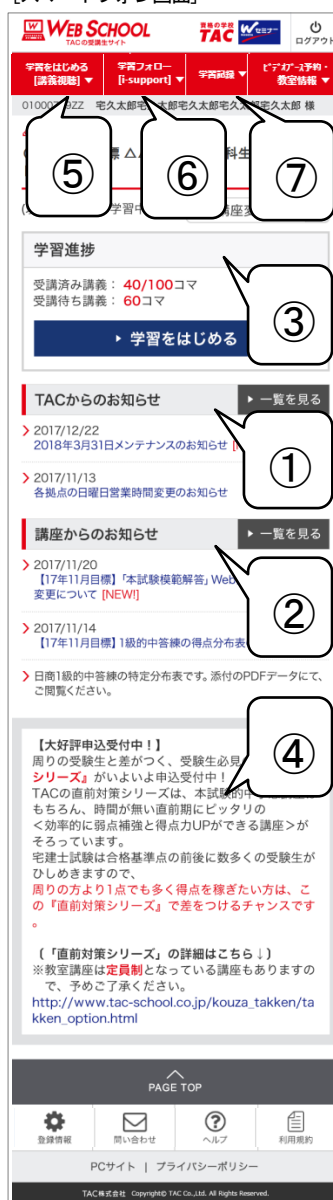 WEB SCHOOL
TACの受講生サイト
資格の学校
TAC
Wセミナー
ログアウト
学習をはじめる
[講義視聴] ▼
学習フォロー
[i-support] ▼
学習記録 ▼
ビデオブース予約・
教室情報 ▼
宅久太郎宅 太郎宅久太郎宅久 宅久太郎 様
⑤
⑥
⑦
学習進捗
受講済み講義： 40/100コマ
受講待ち講義： 60コマ
学習をはじめる
③
TACからのお知らせ
一覧を見る
2017/12/22
2018年3月31日メンテナンスのお知らせ
2017/11/13
各拠点の日曜日営業時間変更のお知らせ
①
講座からのお知らせ
一覧を見る
2017/11/20
【17年11月目標】「本試験模範解答」Web
変更について [NEW!]
2017/11/14
【17年11月目標】1級的中答練の得点分布表
②
日商1級的中答練の特定分布表です。添付のPDFデータにて、
ご閲覧ください。
【大好評申込受付中！】
周りの受験生と差がつく、受験生必見
シリーズ』がいよいよ申込受付中！
TACの直前対策シリーズは、本試験的中
もちろん、時間が無い直前期にピッタリの
＜効率的に弱点補強と得点力UPができる講座＞が
そろっています。
宅建士試験は合格基準点の前後に数多くの受験生が
ひしめきますので、
周りの方より1点でも多く得点を稼ぎたい方は、こ
の『直前対策シリーズ』で差をつけるチャンスです
。
④
(「直前対策シリーズ」の詳細はこちら↓)
※教室講座は定員制となっている講座もありますの
で、予めご了承ください。
http://www.tac-school.co.jp/kouza_takken/ta
kken_option.html
PAGE TOP
登録情報
問い合わせ
ヘルプ
利用規約
PCサイト | プライバシーポリシー
TAC株式会社 Copyright© TAC Co.,Ltd. All Rights Reserved.